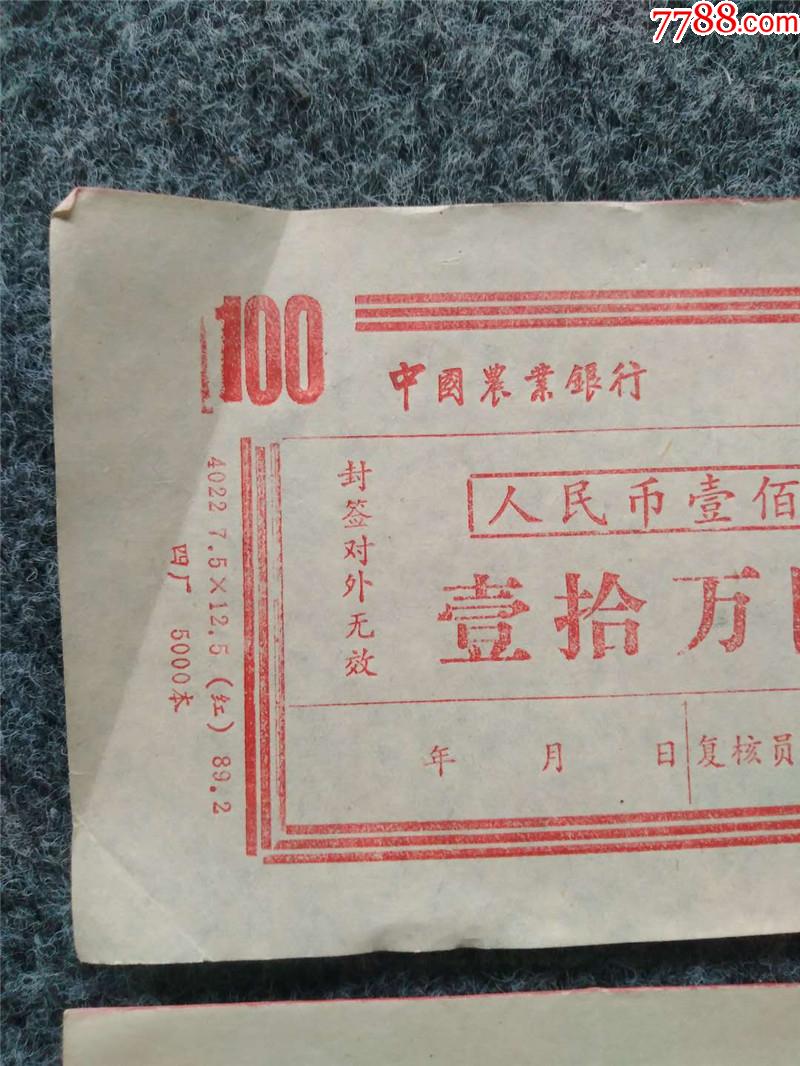 7788.com
100
中國農業銀行
封签对外无效
人民币壹佰
壹拾万
年 月 日 复核员
4022 7.5×12.5(红) 89.2
四厂 5000本